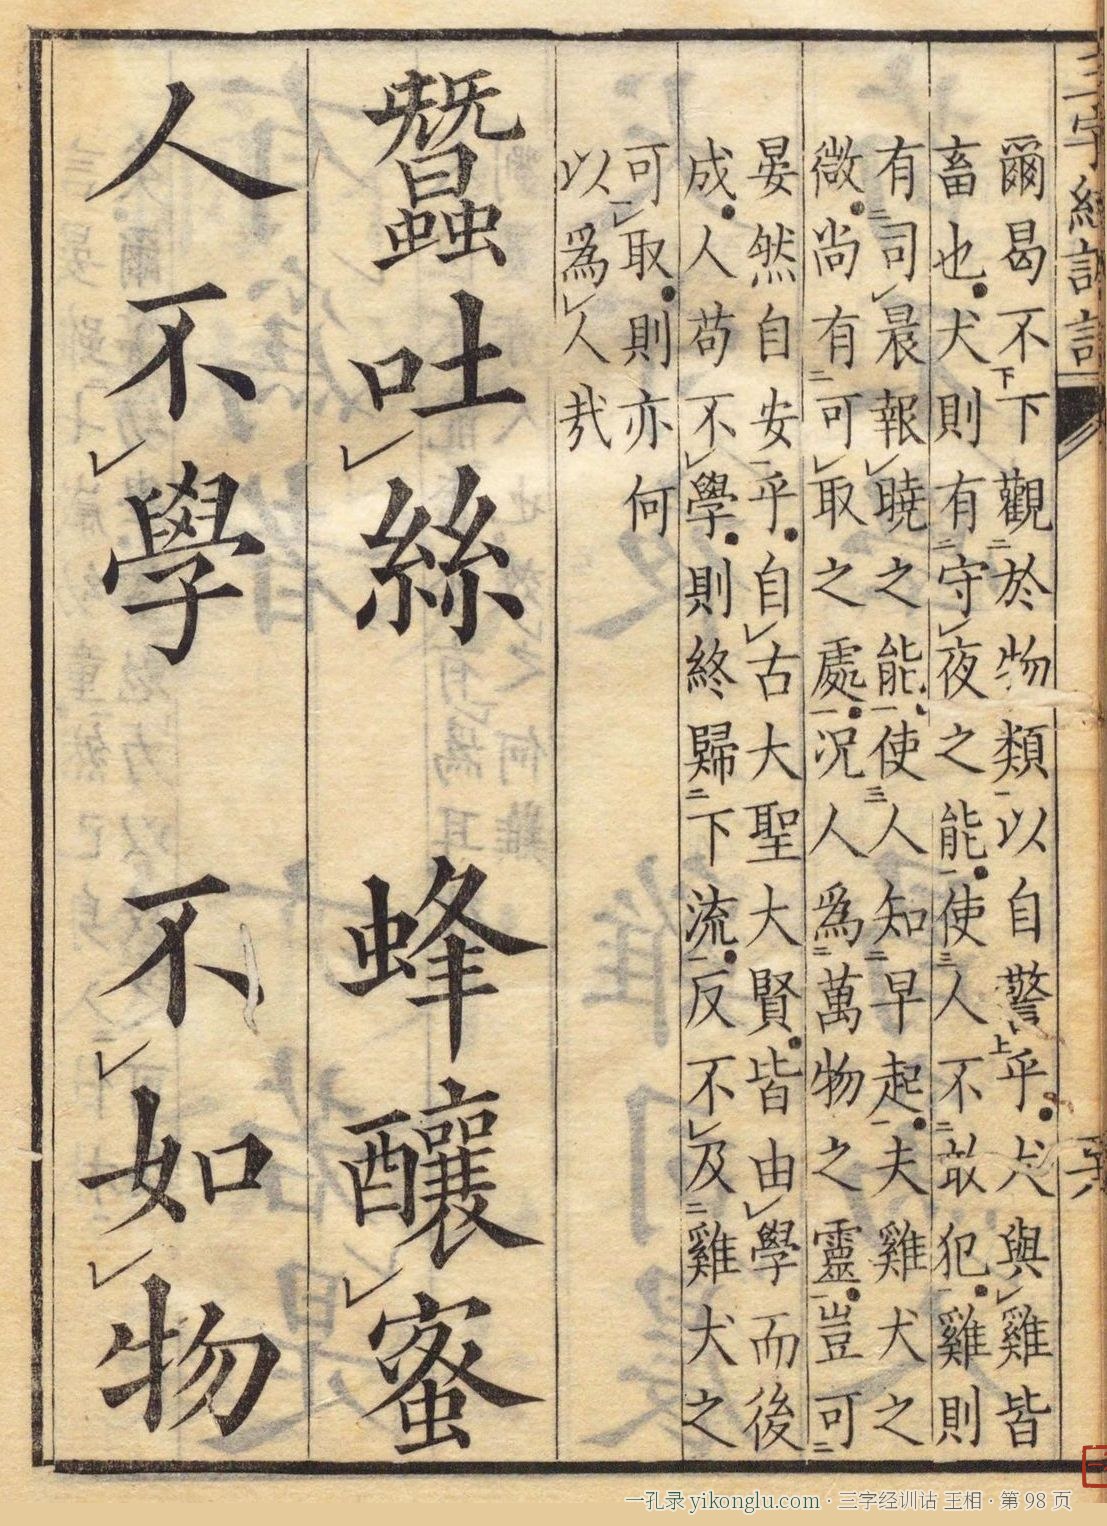 三字經訓詁
爾曷不下觀於物類以自警乎犬與雞皆
畜也犬則有守夜之能使人不敢犯雞則
有司晨報曉之能使人知早起夫雞犬之
微尚有可取之處況人為萬物之靈豈可
晏然自安乎自古大聖大賢皆由學而後
成人苟不學則終歸下流反不及雞犬之
可取則亦何
以為人哉
蠶吐絲　蜂釀蜜
人不學　不如物
一孔录 yikonglu.com · 三字经训诂 王相 · 第 98 页